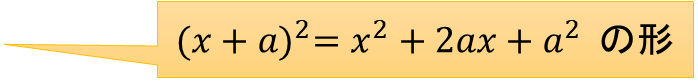 (x + a)² = x² + 2ax + a² の形